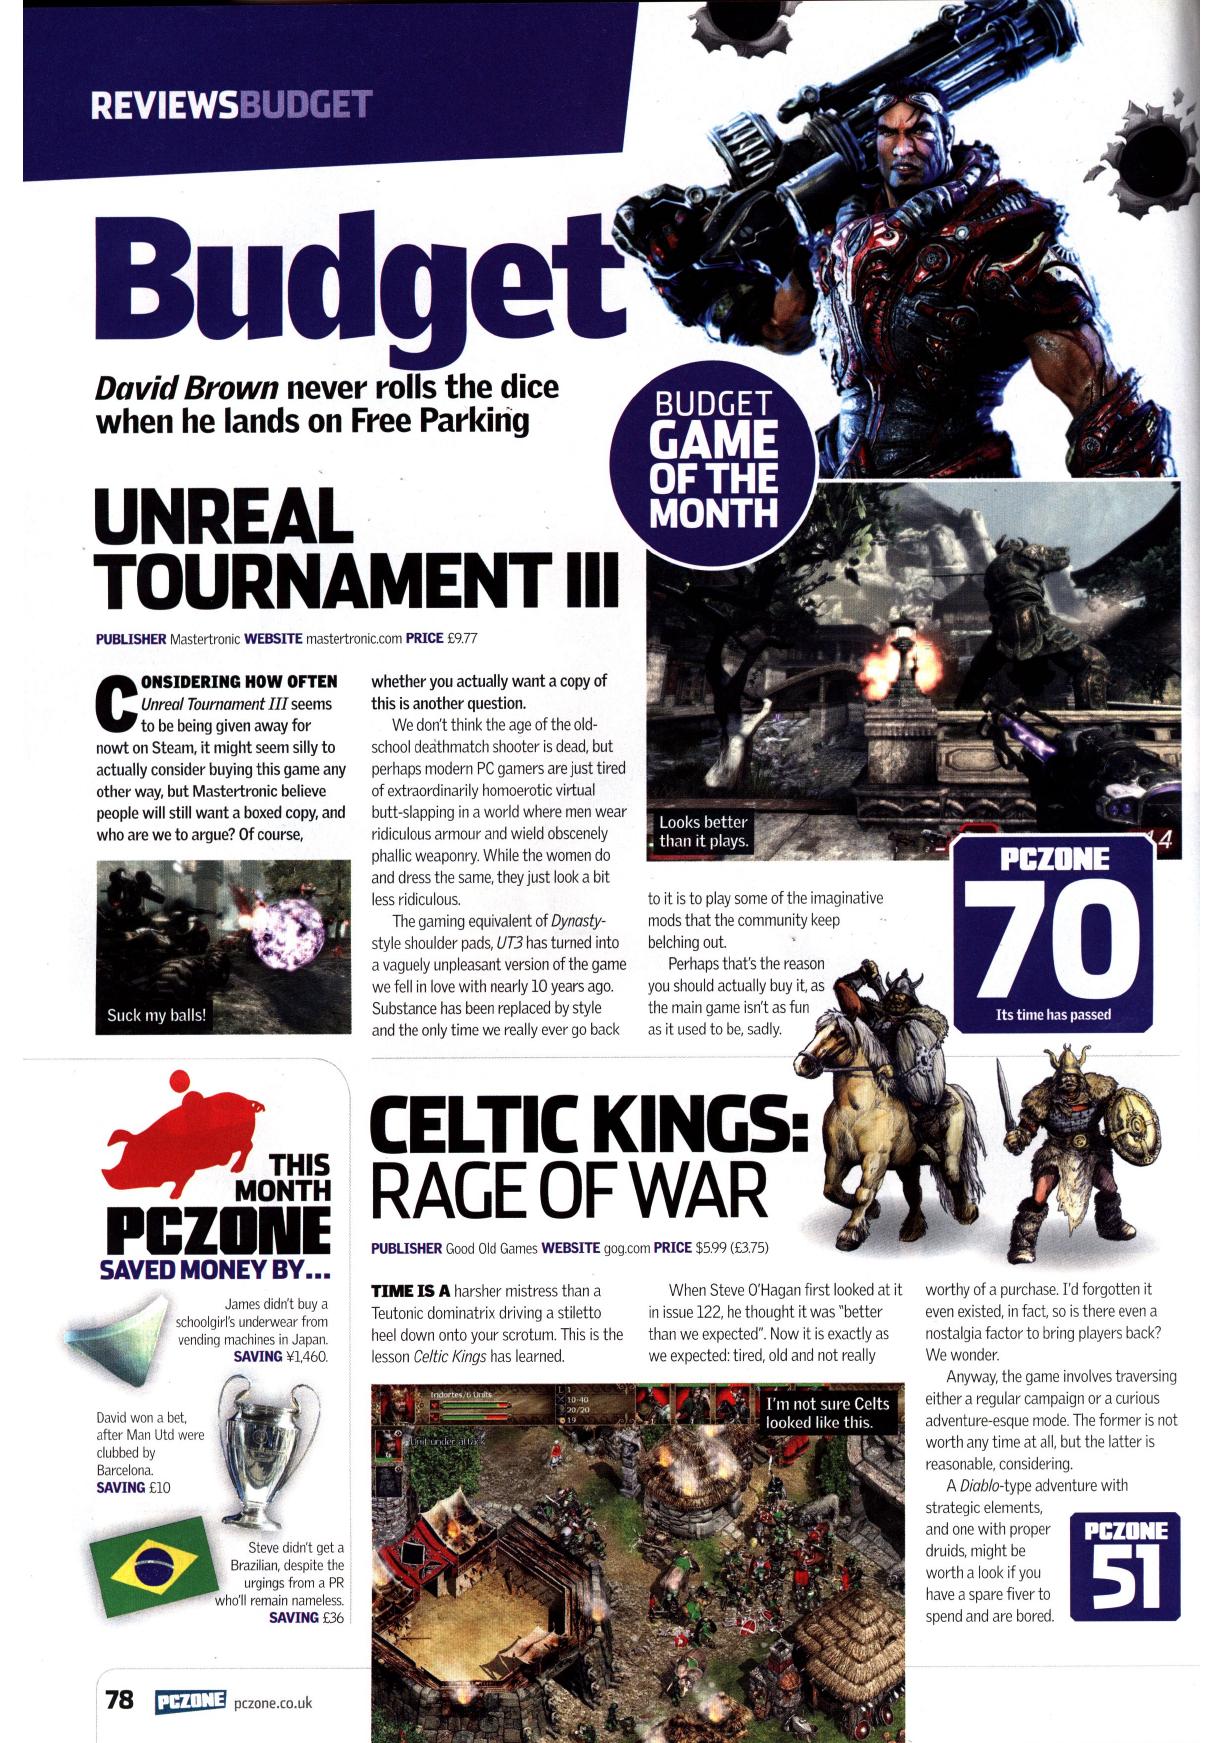 REVIEWSBUDGET
Budget
David Brown never rolls the dice
when he lands on Free Parking
BUDGET
GAME
OF THE
MONTH
UNREAL
TOURNAMENT III
PUBLISHER Mastertronic WEBSITE mastertronic.com PRICE £9.77
CONSIDERING HOW OFTEN
Unreal Tournament III seems
to be being given away for
nowt on Steam, it might seem silly to
actually consider buying this game any
other way, but Mastertronic believe
people will still want a boxed copy, and
who are we to argue? Of course,
Suck my balls!
whether you actually want a copy of
this is another question.
We don't think the age of the old-
school deathmatch shooter is dead, but
perhaps modern PC gamers are just tired
of extraordinarily homoerotic virtual
butt-slapping in a world where men wear
ridiculous armour and wield obscenely
phallic weaponry. While the women do
and dress the same, they just look a bit
less ridiculous.
The gaming equivalent of Dynasty-
style shoulder pads, UT3 has turned into
a vaguely unpleasant version of the game
we fell in love with nearly 10 years ago.
Substance has been replaced by style
and the only time we really ever go back
Looks better
than it plays.
14
to it is to play some of the imaginative
mods that the community keep
belching out.
Perhaps that's the reason
you should actually buy it, as
the main game isn't as fun
as it used to be, sadly.
PCZONE
70
Its time has passed
THIS
MONTH
PCZONE
SAVED MONEY BY...
James didn't buy a
schoolgirl's underwear from
vending machines in Japan.
SAVING ¥1,460.
David won a bet,
after Man Utd were
clubbed by
Barcelona.
SAVING £10
Steve didn't get a
Brazilian, despite the
urgings from a PR
who'll remain nameless.
SAVING £36
CELTIC KINGS:
RAGE OF WAR
PUBLISHER Good Old Games WEBSITE gog.com PRICE $5.99 (£3.75)
TIME IS A harsher mistress than a
Teutonic dominatrix driving a stiletto
heel down onto your scrotum. This is the
lesson Celtic Kings has learned.
When Steve O'Hagan first looked at it
in issue 122, he thought it was "better
than we expected". Now it is exactly as
we expected: tired, old and not really
Indortes/6 Units
10-40
20/20
19
Unit under attack
I'm not sure Celts
looked like this.
worthy of a purchase. I'd forgotten it
even existed, in fact, so is there even a
nostalgia factor to bring players back?
We wonder.
Anyway, the game involves traversing
either a regular campaign or a curious
adventure-esque mode. The former is not
worth any time at all, but the latter is
reasonable, considering.
A Diablo-type adventure with
strategic elements,
and one with proper
druids, might be
worth a look if you
have a spare fiver to
spend and are bored.
PCZONE
51
78 PCZONE pczone.co.uk